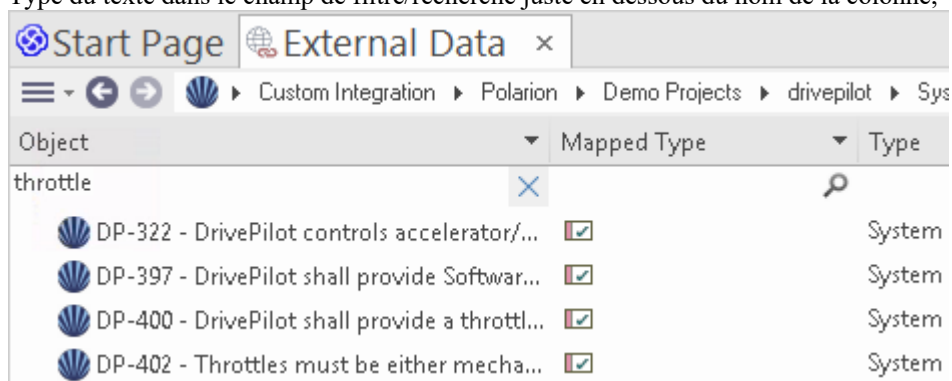 Type du texte dans le champ de filtre/recherche juste en dessous du nom de la colonne,
Start Page External Data ×
Custom Integration Polarion Demo Projects drivepilot Sys
Object Mapped Type Type
throttle
DP-322 - DrivePilot controls accelerator/... System
DP-397 - DrivePilot shall provide Softwar... System
DP-400 - DrivePilot shall provide a throttl... System
DP-402 - Throttles must be either mecha... System